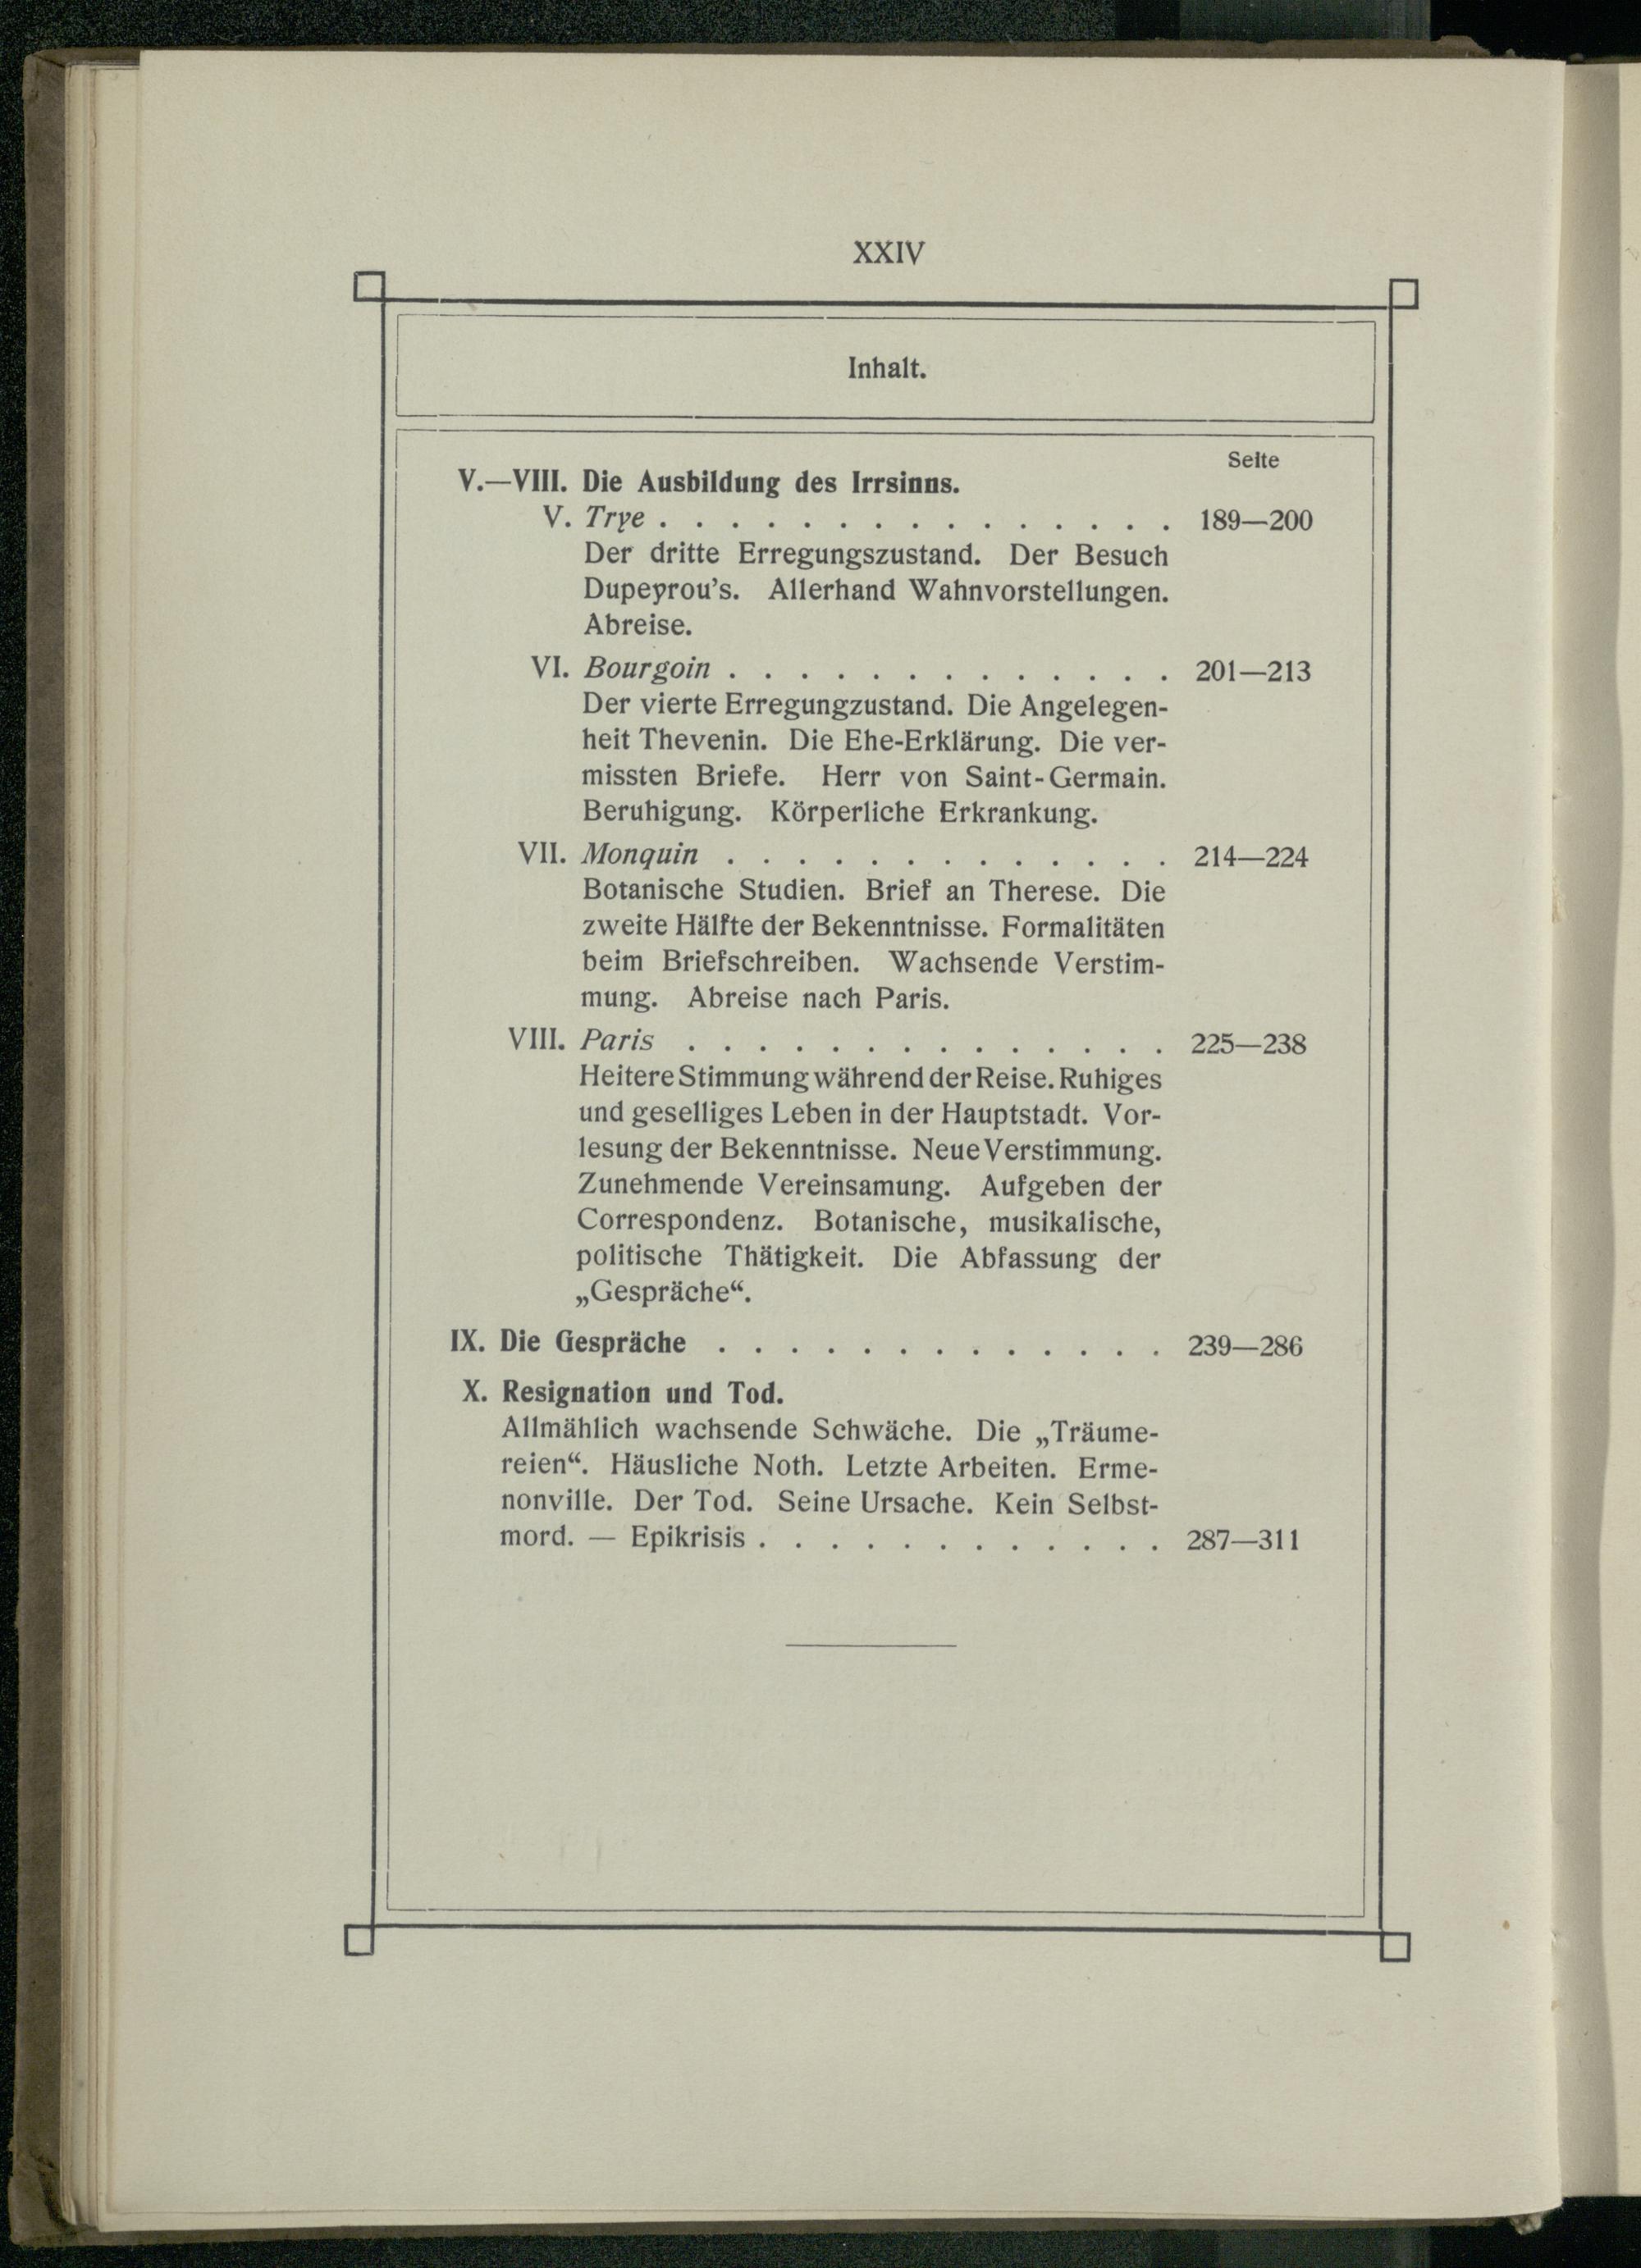 XXIV
Inhalt.
Seite
V.—VIII. Die Ausbildung des Irrsinns.
V. Trye . . . . . . . . . . . . . . . 189—200
Der dritte Erregungszustand. Der Besuch
Dupeyrou's. Allerhand Wahnvorstellungen.
Abreise.
VI. Bourgoin . . . . . . . . . . . . . 201—213
Der vierte Erregungzustand. Die Angelegen-
heit Thevenin. Die Ehe-Erklärung. Die ver-
missten Briefe. Herr von Saint-Germain.
Beruhigung. Körperliche Erkrankung.
VII. Monquin . . . . . . . . . . . . . 214—224
Botanische Studien. Brief an Therese. Die
zweite Hälfte der Bekenntnisse. Formalitäten
beim Briefschreiben. Wachsende Verstim-
mung. Abreise nach Paris.
VIII. Paris . . . . . . . . . . . . . . 225—238
Heitere Stimmung während der Reise. Ruhiges
und geselliges Leben in der Hauptstadt. Vor-
lesung der Bekenntnisse. Neue Verstimmung.
Zunehmende Vereinsamung. Aufgeben der
Correspondenz. Botanische, musikalische,
politische Thätigkeit. Die Abfassung der
„Gespräche“.
IX. Die Gespräche . . . . . . . . . . . . . 239—286
X. Resignation und Tod.
Allmählich wachsende Schwäche. Die „Träume-
reien“. Häusliche Noth. Letzte Arbeiten. Erme-
nonville. Der Tod. Seine Ursache. Kein Selbst-
mord. — Epikrisis . . . . . . . . . . . . 287—311